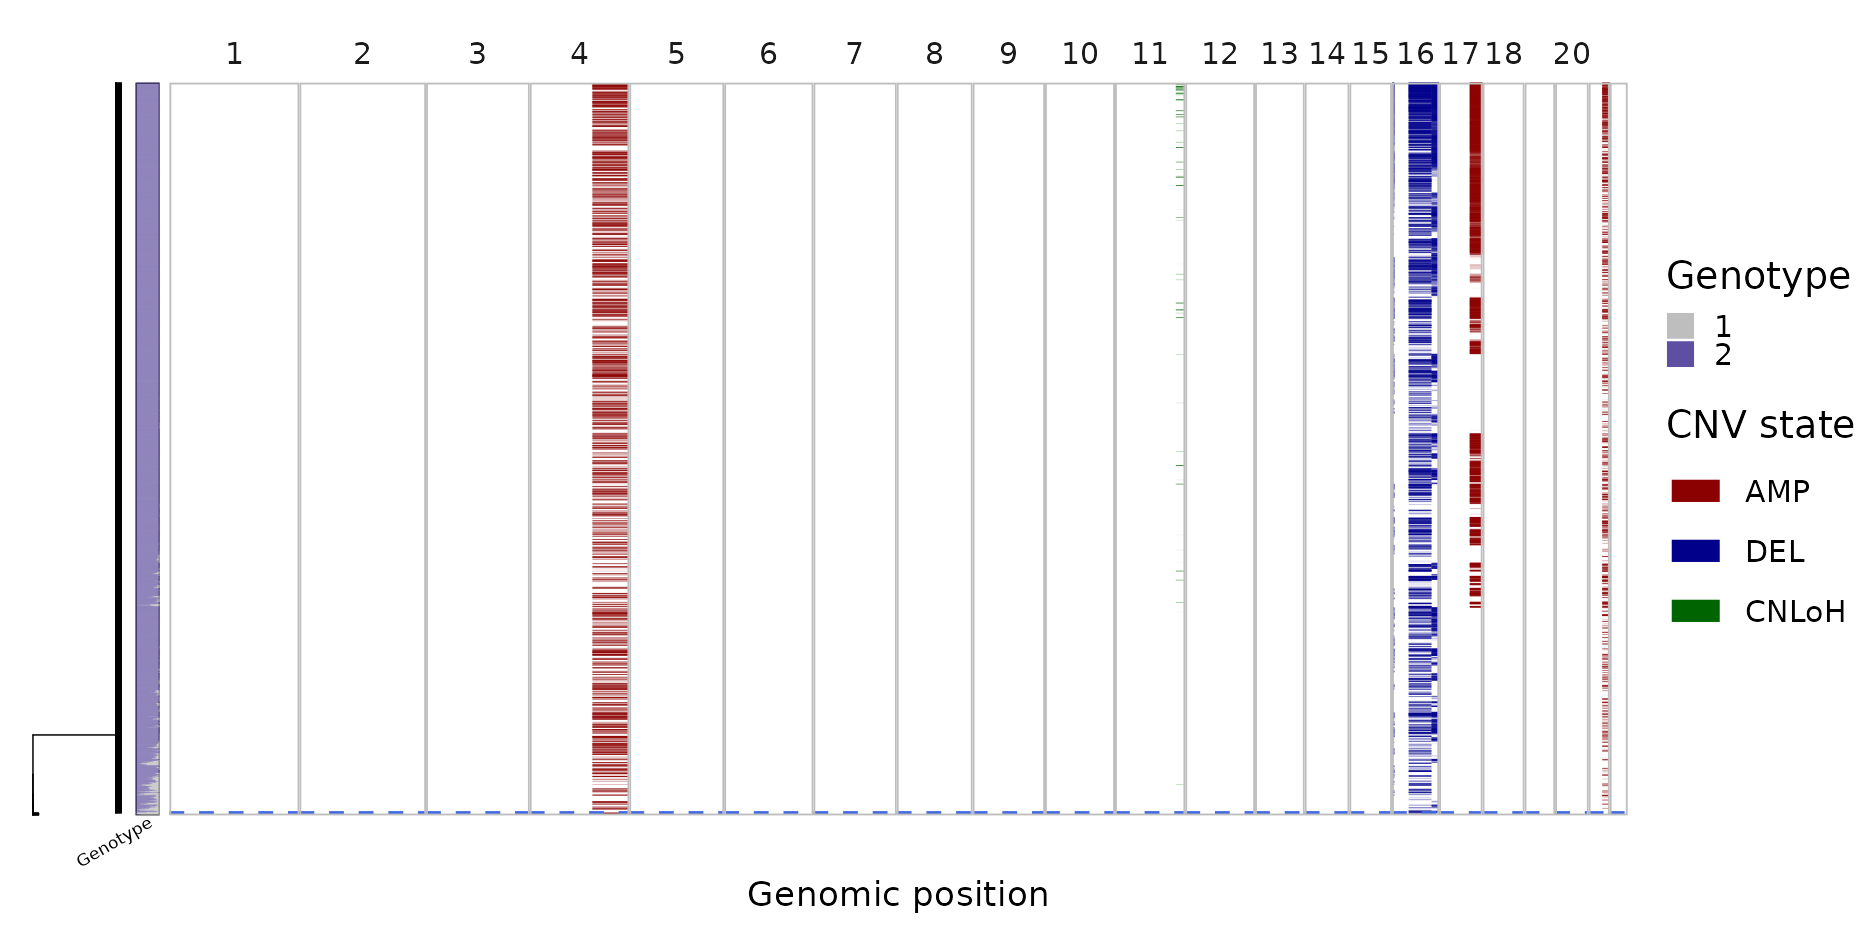 1 2 3 4 5 6 7 8 9 10 11 12 13 14 15 16 17 18 20
Genotype
1
2
CNV state
AMP
DEL
CNLoH
Genotype
Genomic position